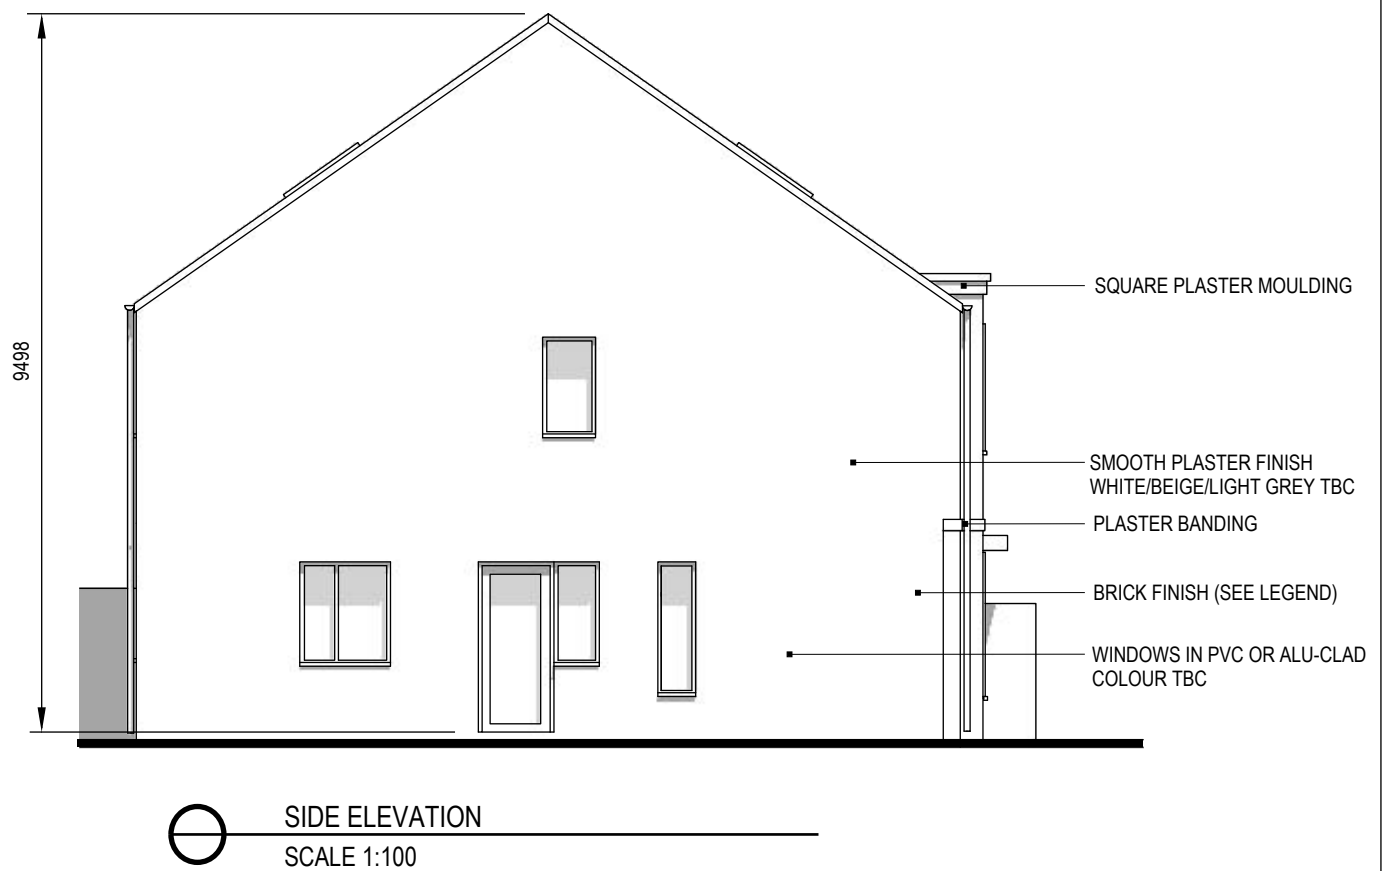 SQUARE PLASTER MOULDING
9498
SMOOTH PLASTER FINISH
WHITE/BEIGE/LIGHT GREY TBC
PLASTER BANDING
BRICK FINISH (SEE LEGEND)
WINDOWS IN PVC OR ALU-CLAD
COLOUR TBC
SIDE ELEVATION
SCALE 1:100